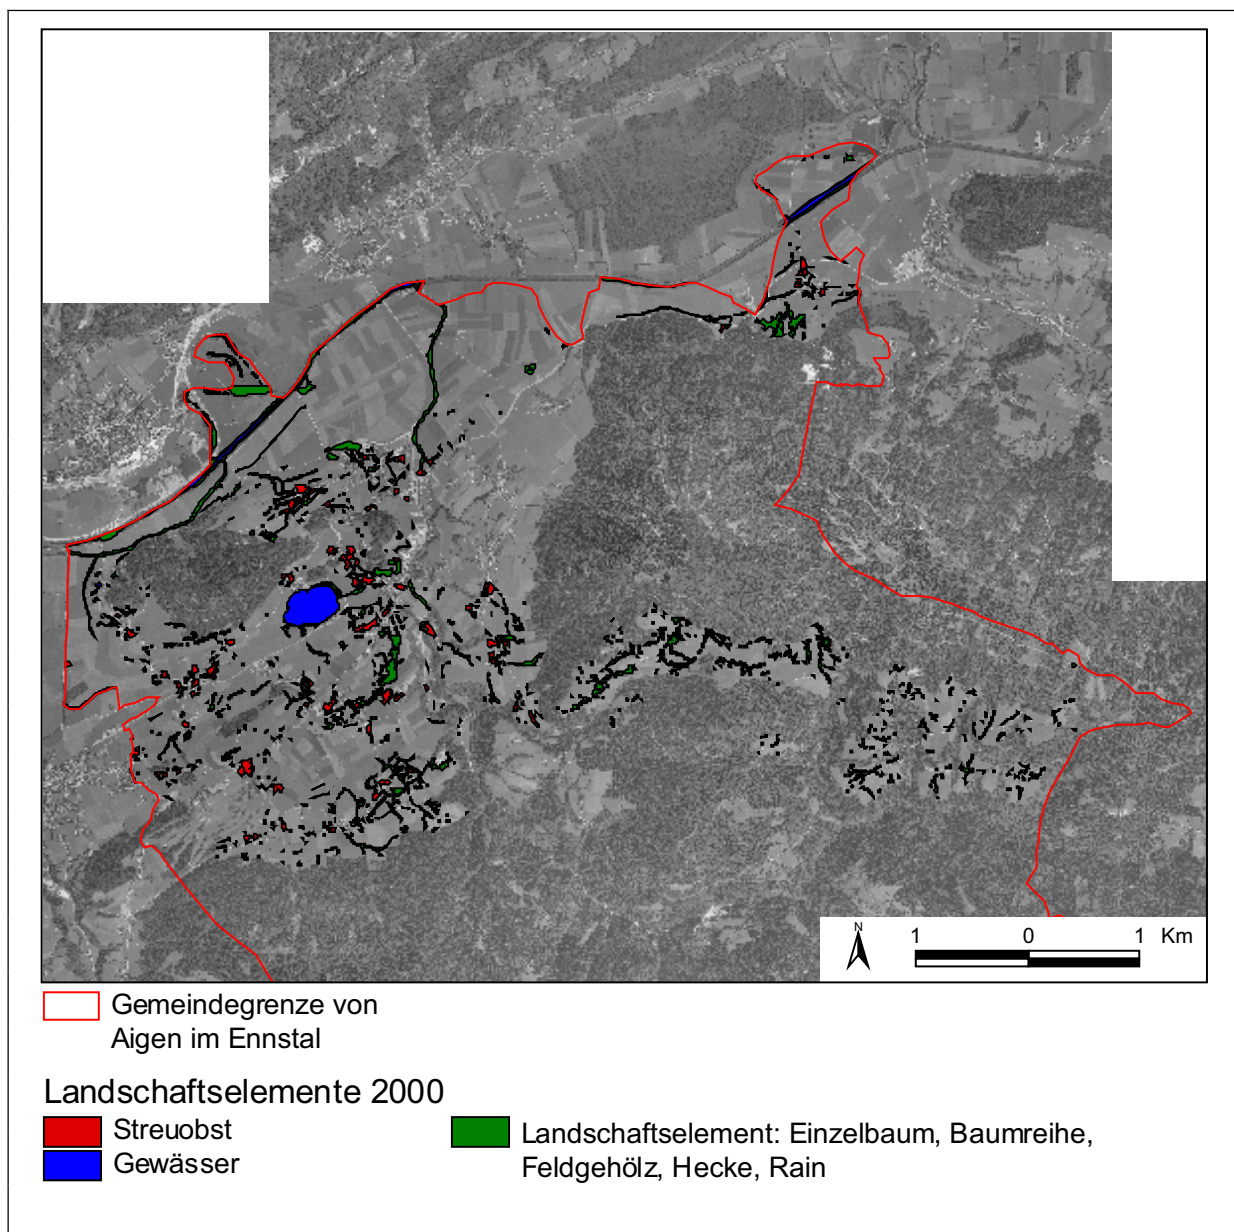 N
1 0 1 Km
Gemeindegrenze von
Aigen im Ennstal
Landschaftselemente 2000
Streuobst
Gewässer
Landschaftselement: Einzelbaum, Baumreihe,
Feldgehölz, Hecke, Rain